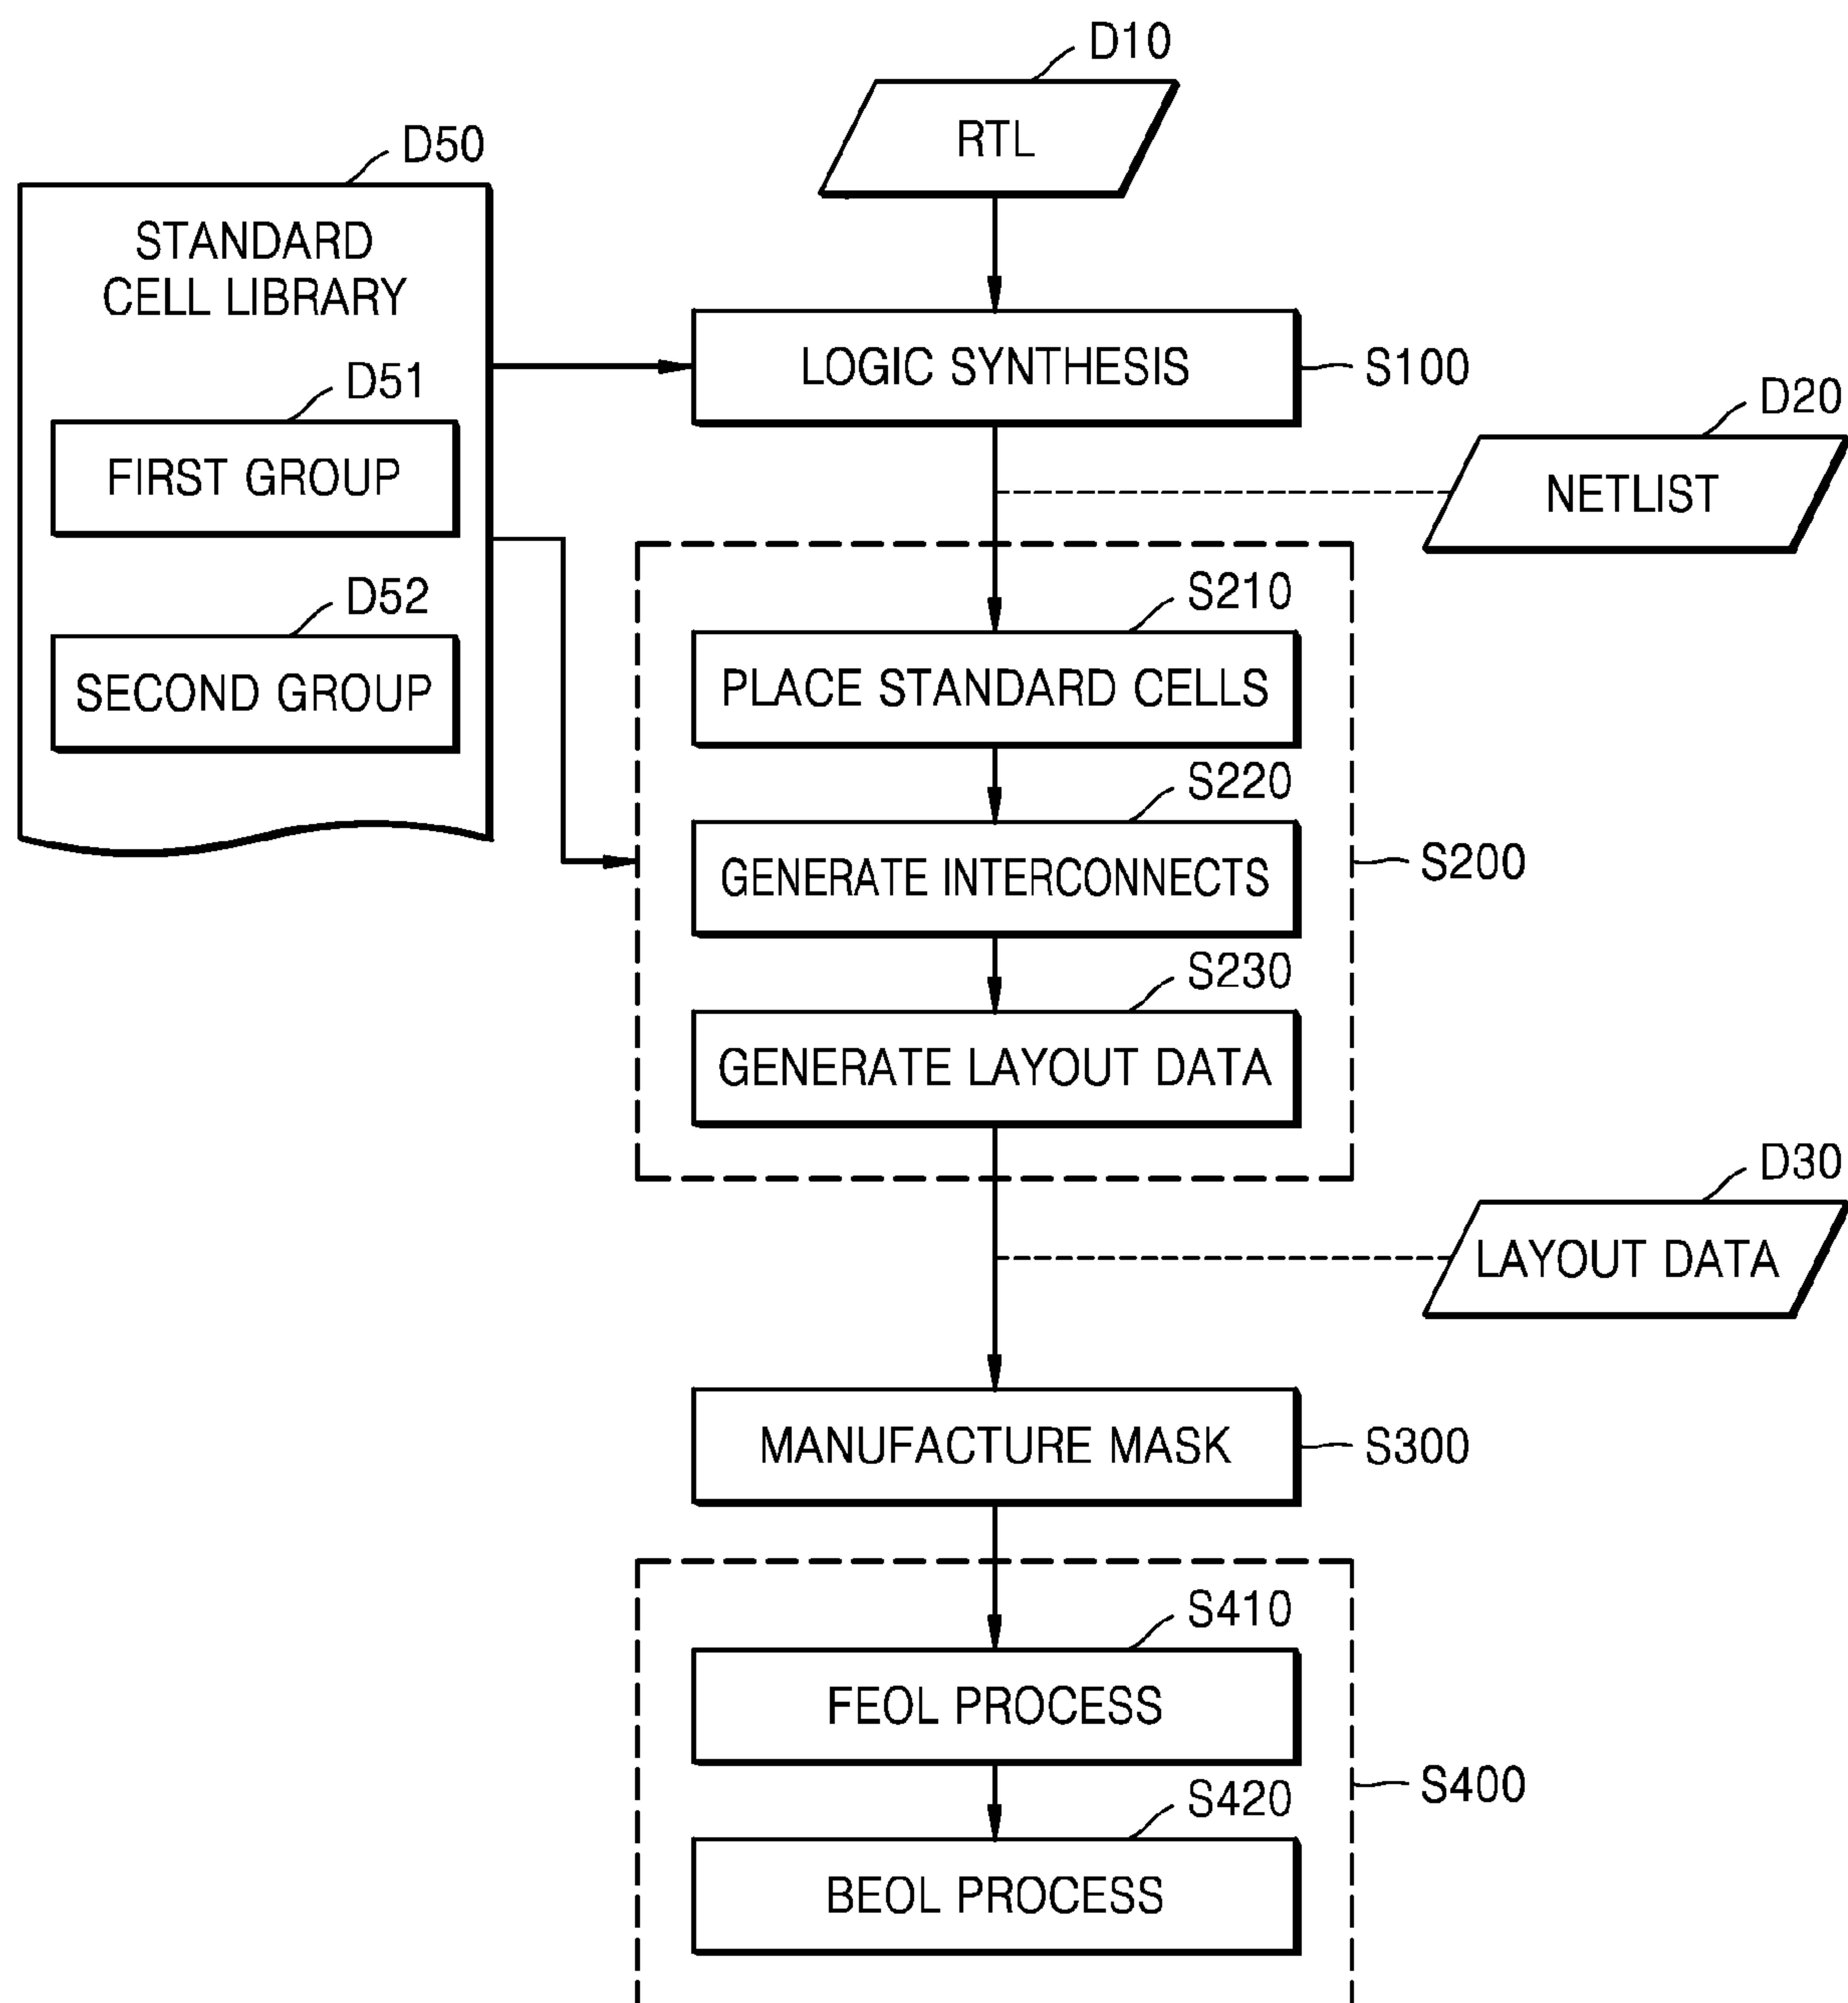 D10
RTL
D50
STANDARD
CELL LIBRARY
D51
FIRST GROUP
D52
SECOND GROUP
LOGIC SYNTHESIS
S100
D20
NETLIST
S210
PLACE STANDARD CELLS
S220
GENERATE INTERCONNECTS
S200
S230
GENERATE LAYOUT DATA
D30
LAYOUT DATA
MANUFACTURE MASK
S300
S410
FEOL PROCESS
S400
S420
BEOL PROCESS